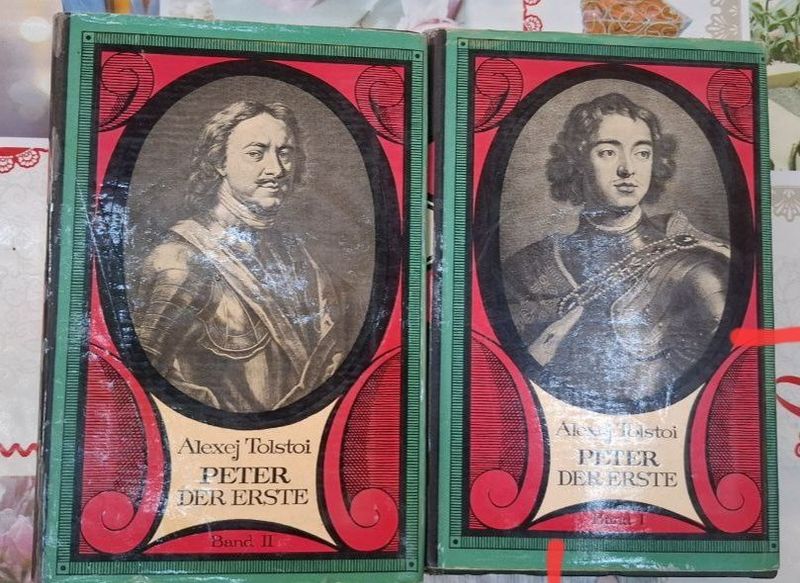 Alexej Tolstoi
PETER
DER ERSTE
Band II
Alexej Tolstoi
PETER
DER ERSTE
Band I